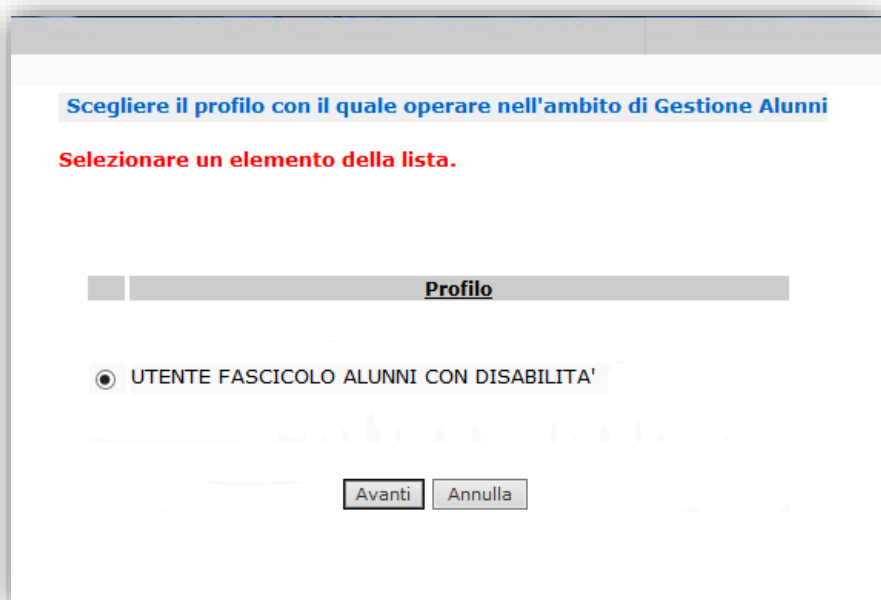 Scegliere il profilo con il quale operare nell'ambito di Gestione Alunni
Selezionare un elemento della lista.
Profilo
UTENTE FASCICOLO ALUNNI CON DISABILITA'
Avanti Annulla